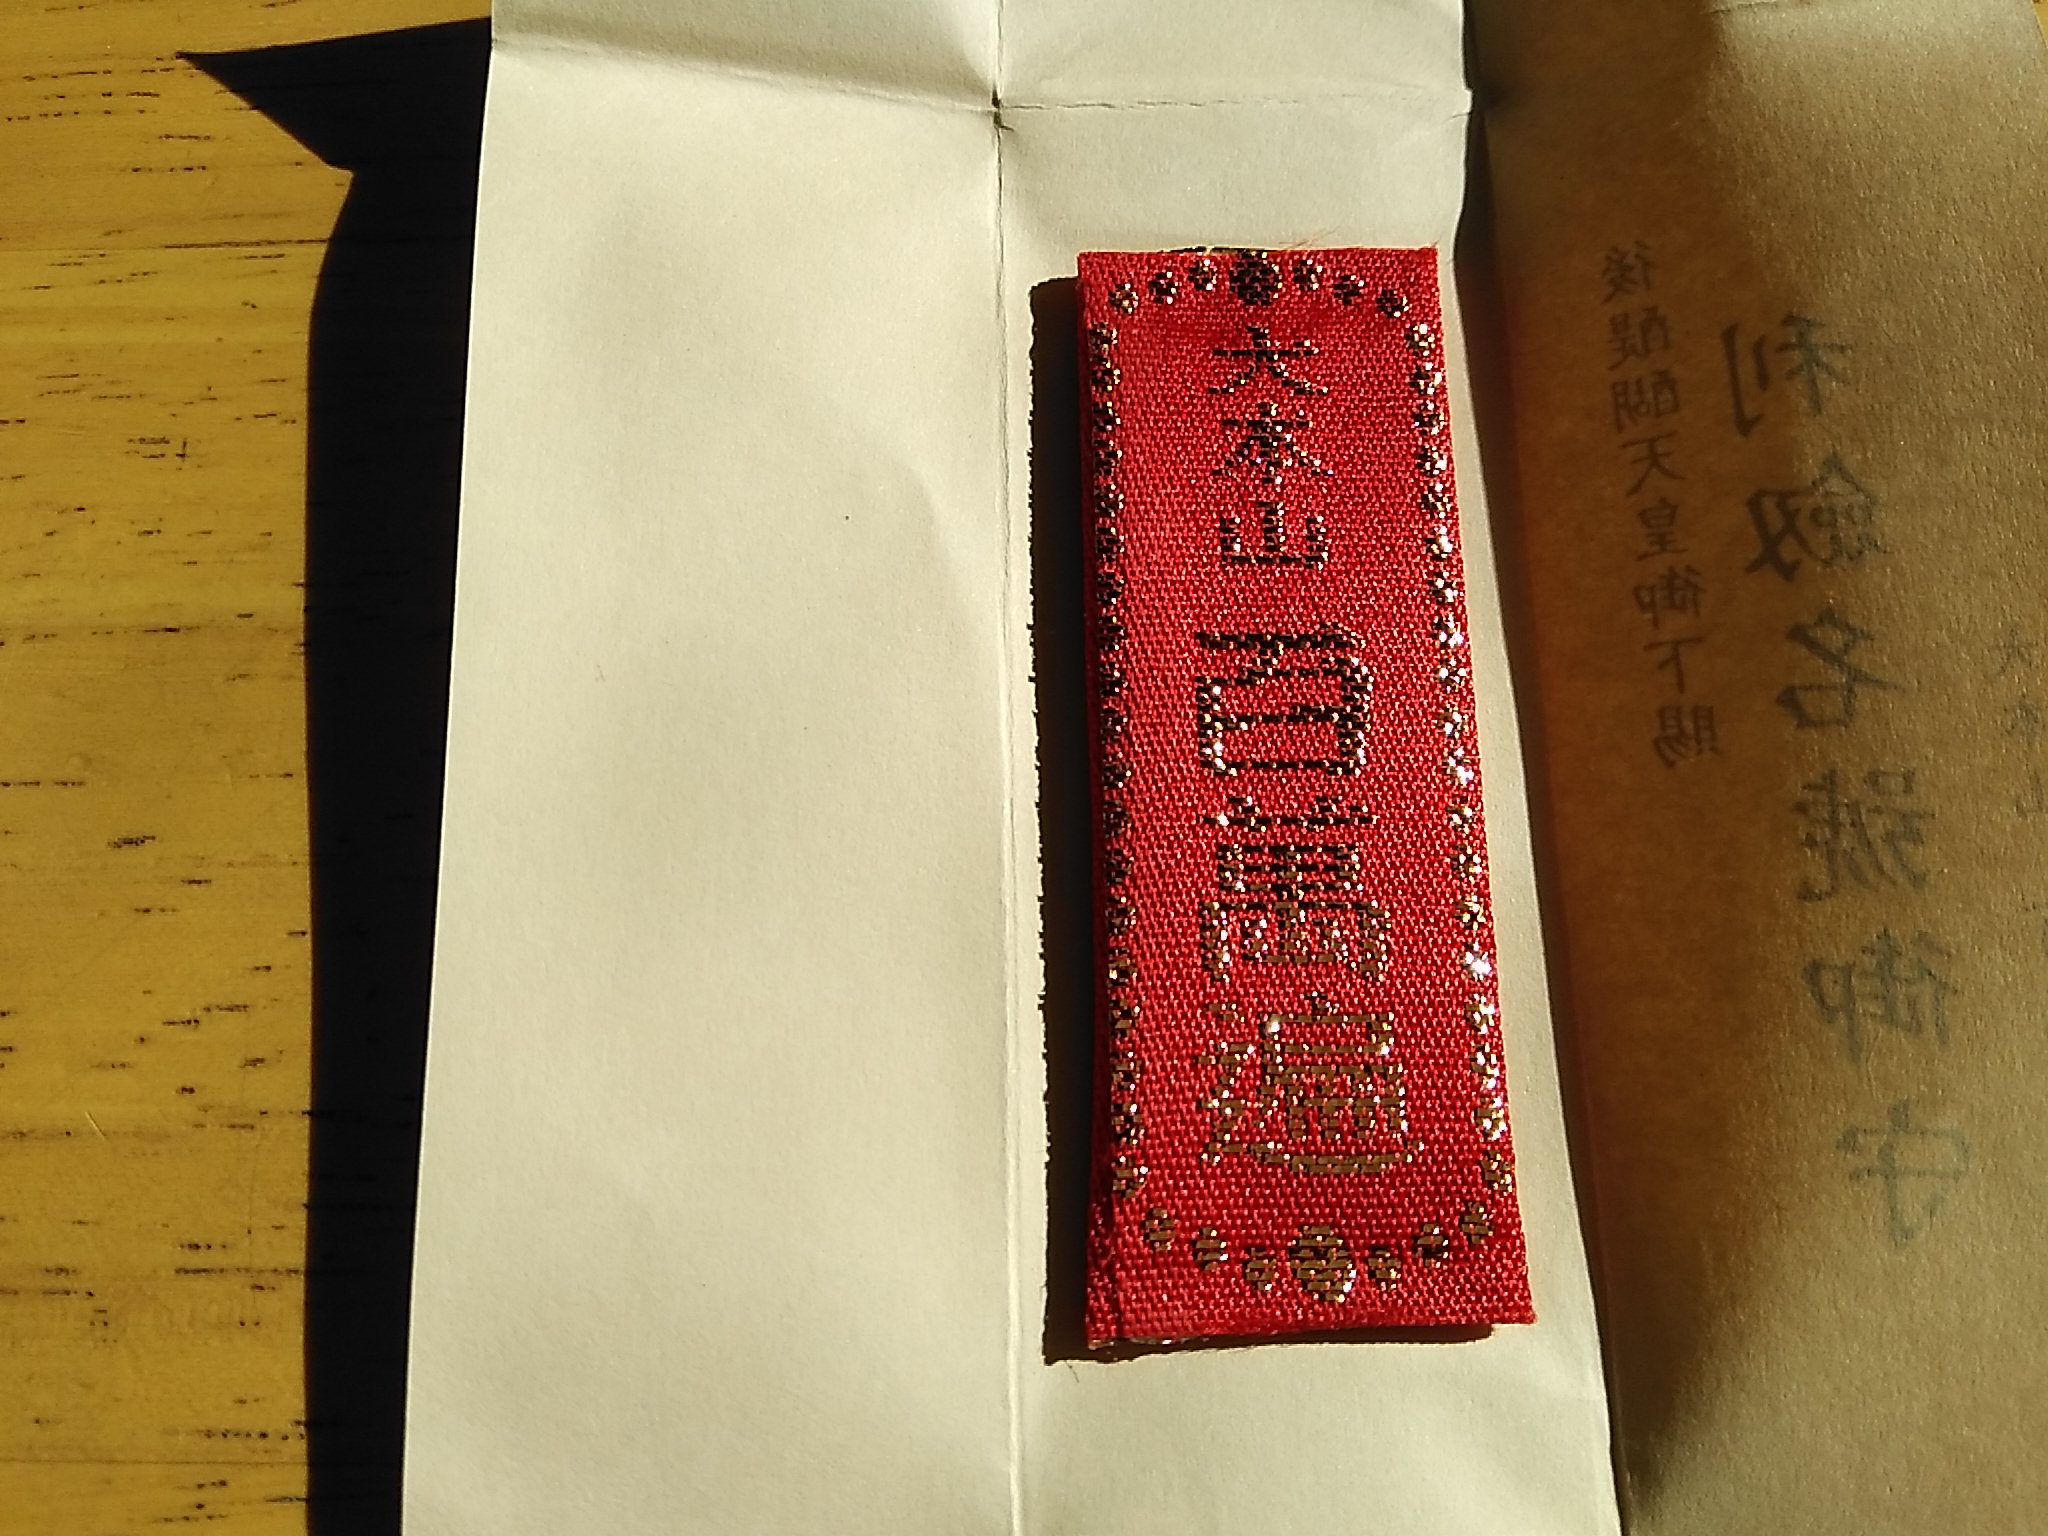 大本山
百萬遍
利劔名號御守
後醍醐天皇御下賜